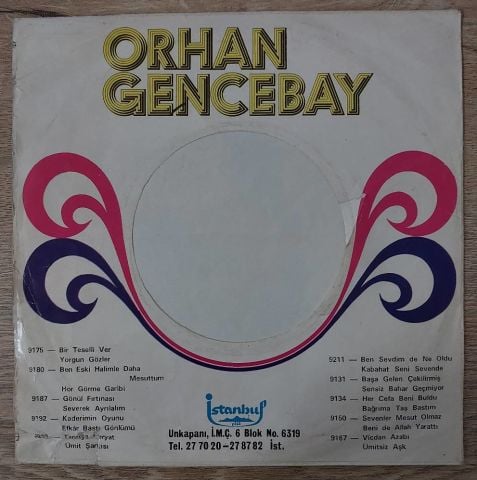 ORHAN
GENCEBAY
9175 — Bir Teselli Ver
Yorgun Gözler
9180 — Ben Eski Halimle Daha
Mesuttum
Hor Görme Garibi
9187 — Gönül Fırtınası
Severek Ayrılalım
9192 — Kaderimin Oyunu
Efkâr Bastı Gönlümü
Ümit Şarkısı
9211 — Ben Sevdim de Ne Oldu
Kabahat Seni Sevende
9131 — Başa Gelen Çekilirmiş
Sensiz Bahar Geçmiyor
9134 — Her Cefa Beni Buldu
Bağrıma Taş Bastım
9150 — Sevenler Mesut Olmaz
Beni de Allah Yarattı
9167 — Vicdan Azabı
Ümitsiz Aşk
istanbul
Unkapanı, İ.M.Ç. 6 Blok No. 6319
Tel. 27 70 20 - 27 87 82 İst.